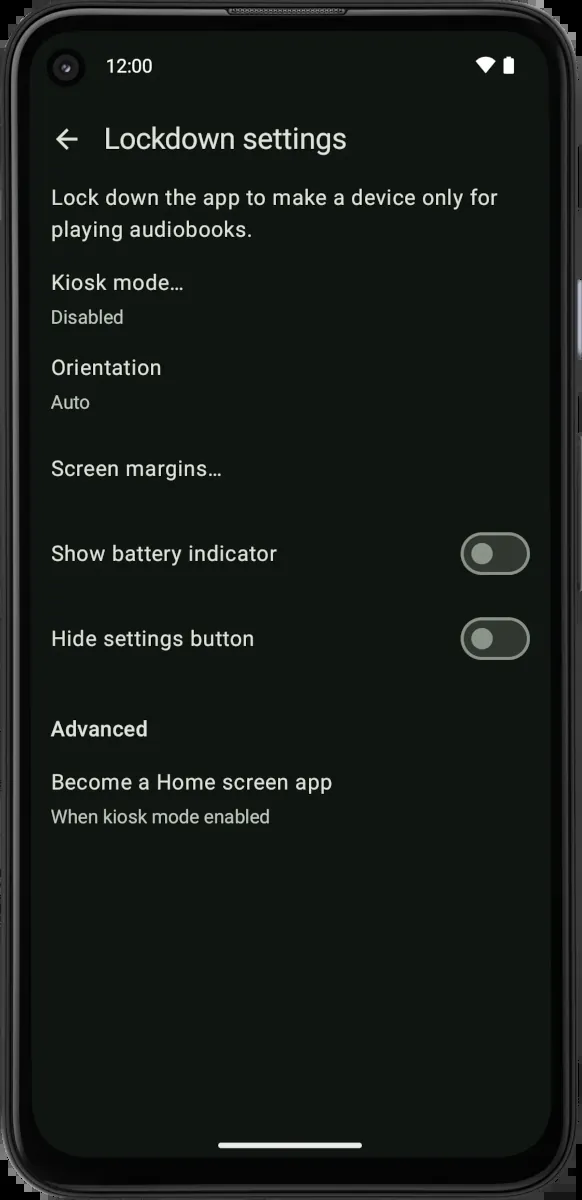 12:00
Lockdown settings
Lock down the app to make a device only for
playing audiobooks.
Kiosk mode…
Disabled
Orientation
Auto
Screen margins…
Show battery indicator
Hide settings button
Advanced
Become a Home screen app
When kiosk mode enabled